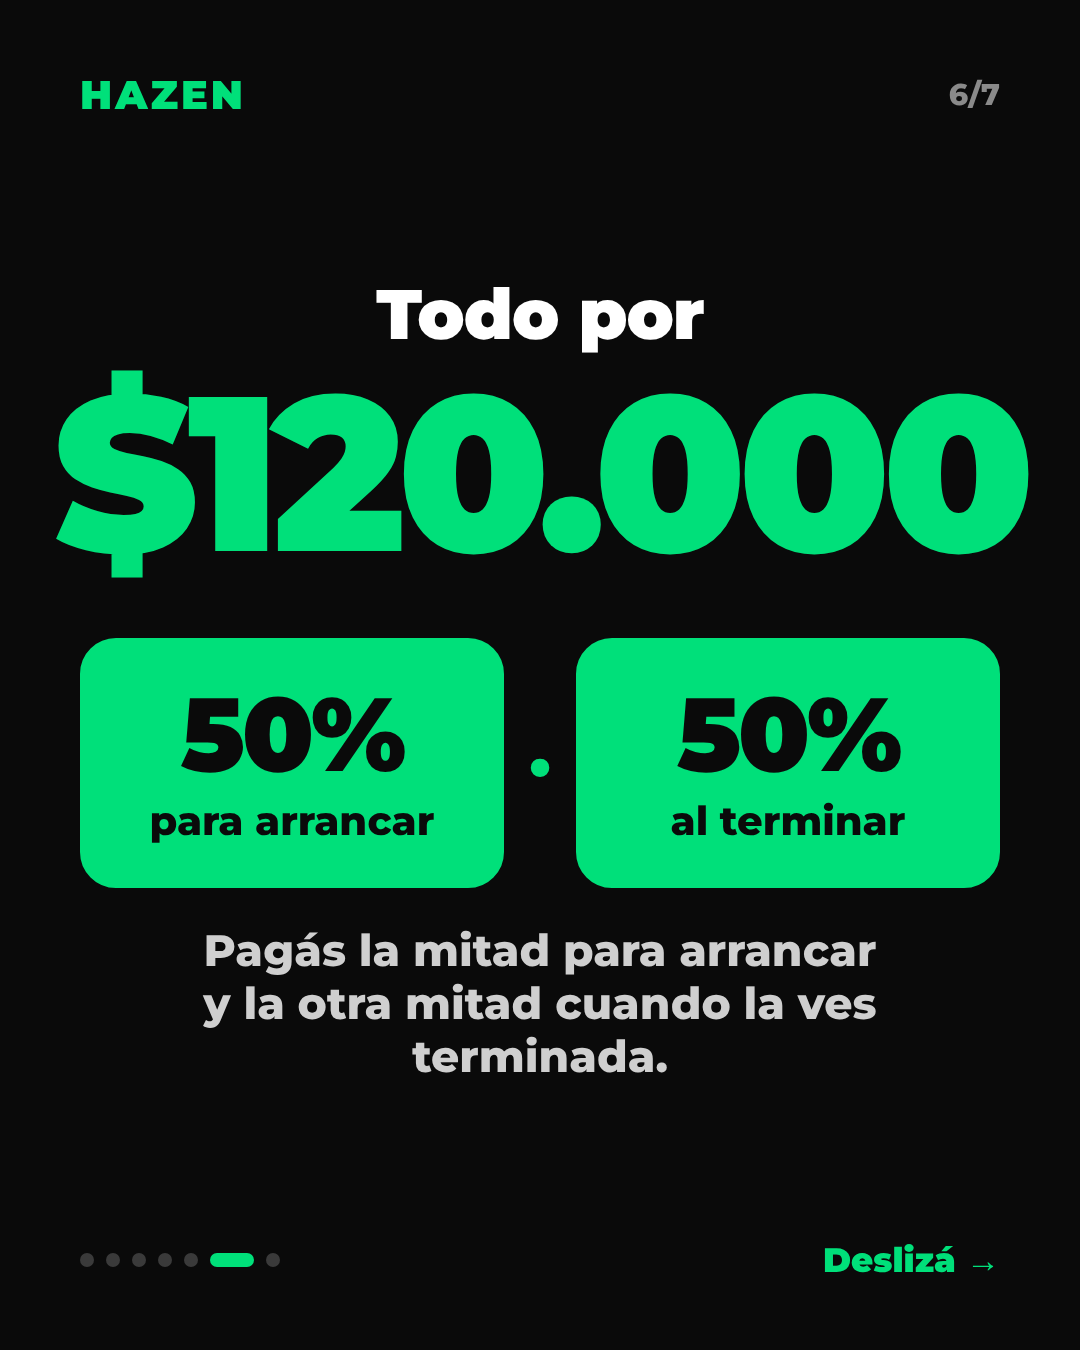 HAZEN
6/7
Todo por
$120.000
50%
para arrancar
·
50%
al terminar
Pagás la mitad para arrancar
y la otra mitad cuando la ves
terminada.
Deslizá →